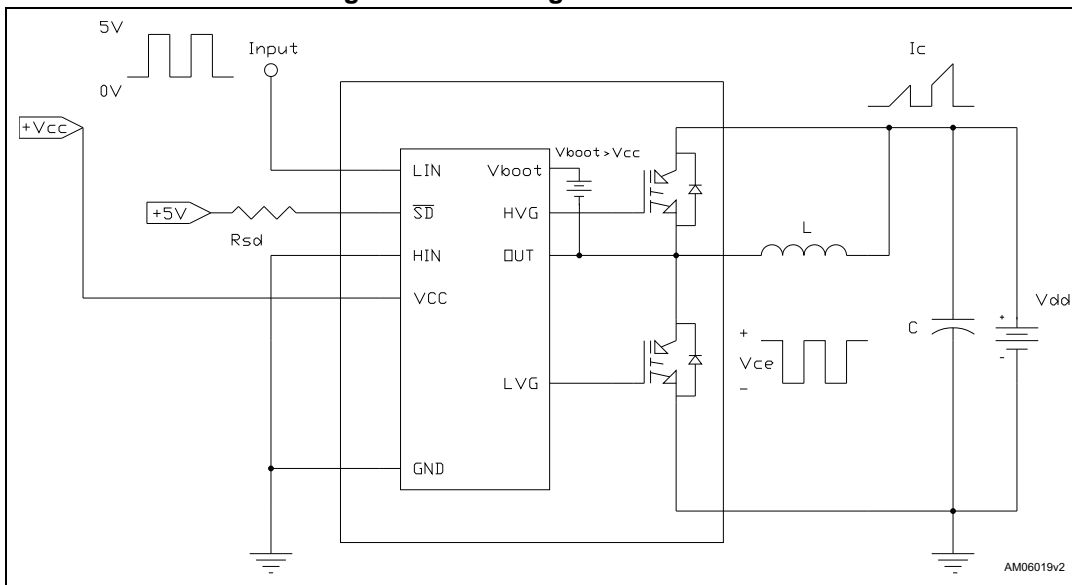 5V
Input
Ic
0V
+Vcc
Vboot>Vcc
LIN
Vboot
+5V
SD
HVG
Rsd
L
HIN
OUT
VCC
Vdd
+
C
+
Vce
-
-
LVG
GND
AM06019v2